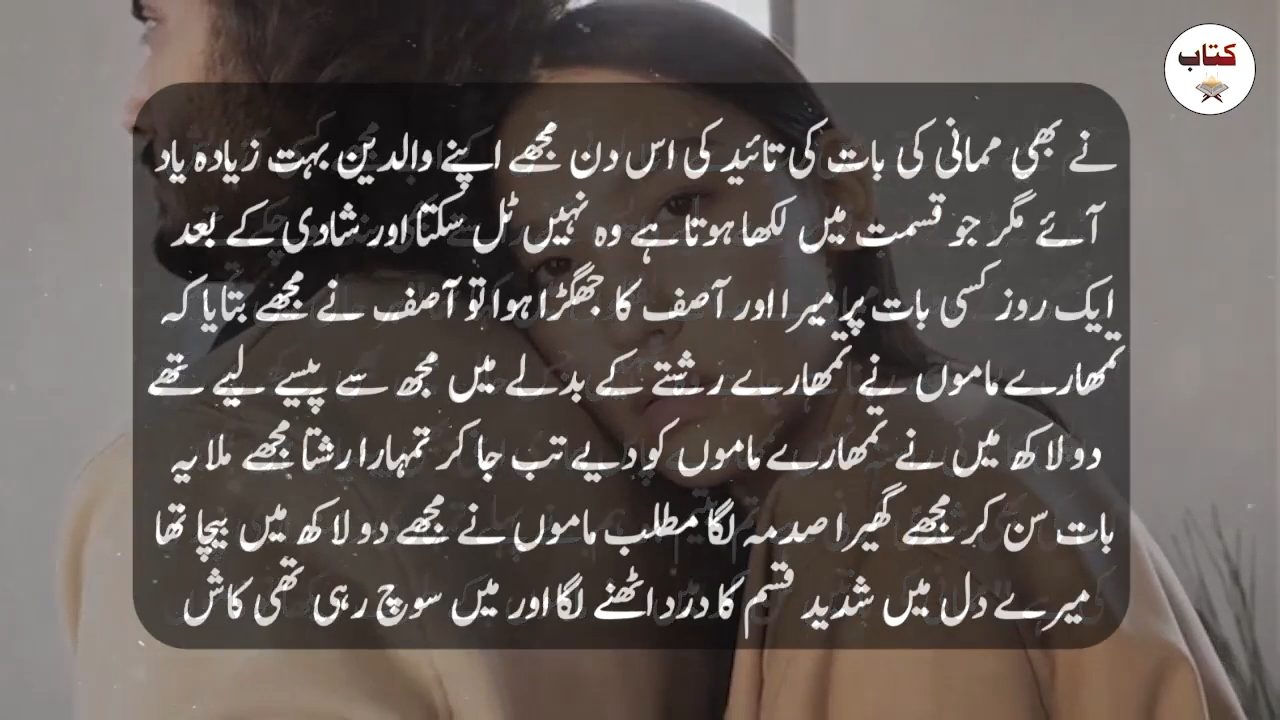 کتاب
نے بھی ممانی کی بات کی تائید کی اس دن مجھے اپنے والدین بہت زیادہ یاد
آئے مگر جو قسمت میں لکھا ہوتا ہے وہ نہیں ٹل سکتا اور شادی کے بعد
ایک روز کسی بات پر میرا اور آصف کا جھگڑا ہوا تو آصف نے مجھے بتایا کہ
تمھارے ماموں نے تمھارے رشتے کے بدلے میں مجھ سے پیسے لیے تھے
دو لاکھ میں نے تمھارے ماموں کو دیے تب جا کر تمہارا رشتا مجھے ملا یہ
بات سن کر مجھے گھیرا صدمہ لگا مطلب ماموں نے مجھے دو لاکھ میں بیچا تھا
میرے دل میں شدید قسم گا درد اٹھنے لگا اور میں سوچ رہی تھی کاش